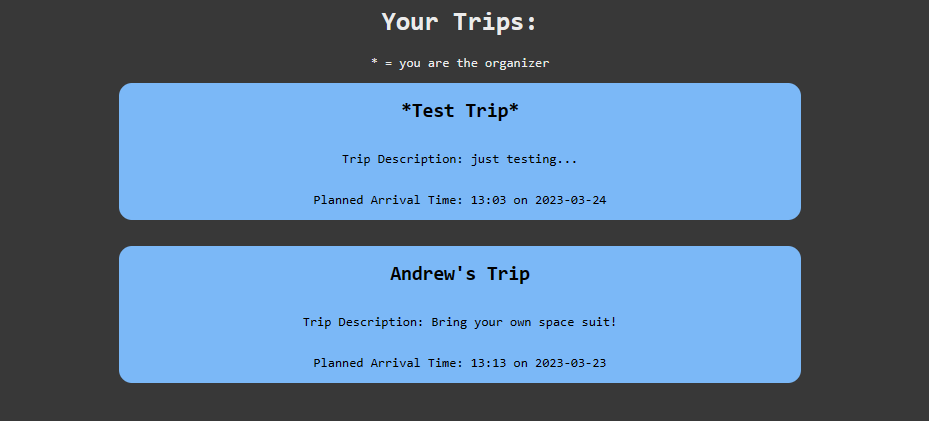 Your Trips:
* = you are the organizer
*Test Trip*
Trip Description: just testing...
Planned Arrival Time: 13:03 on 2023-03-24
Andrew's Trip
Trip Description: Bring your own space suit!
Planned Arrival Time: 13:13 on 2023-03-23